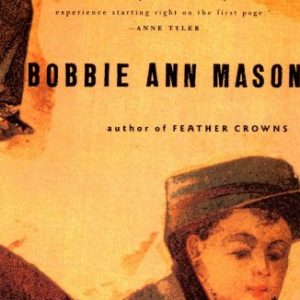 experience starting right on the first page."
—ANNE TYLER
BOBBIE ANN MASON
author of FEATHER CROWNS